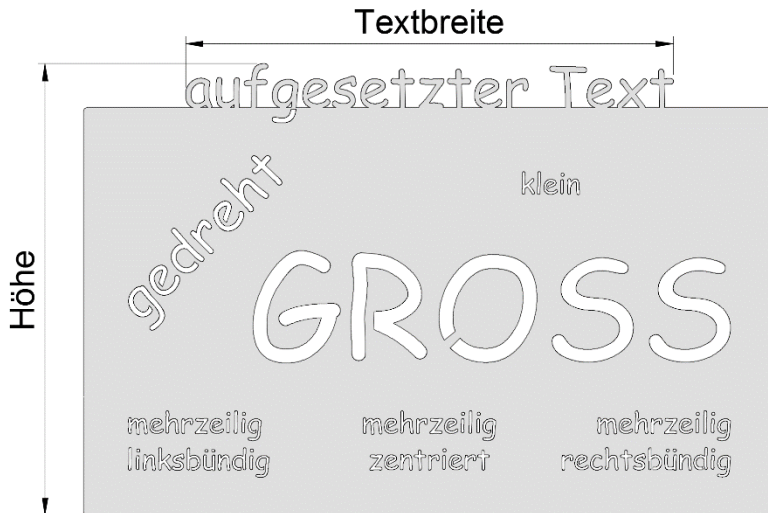 Textbreite
aufgesetzter Text
Höhe
gedreht
klein
GROSS
mehrzeilig
linksbündig
mehrzeilig
zentriert
mehrzeilig
rechtsbündig